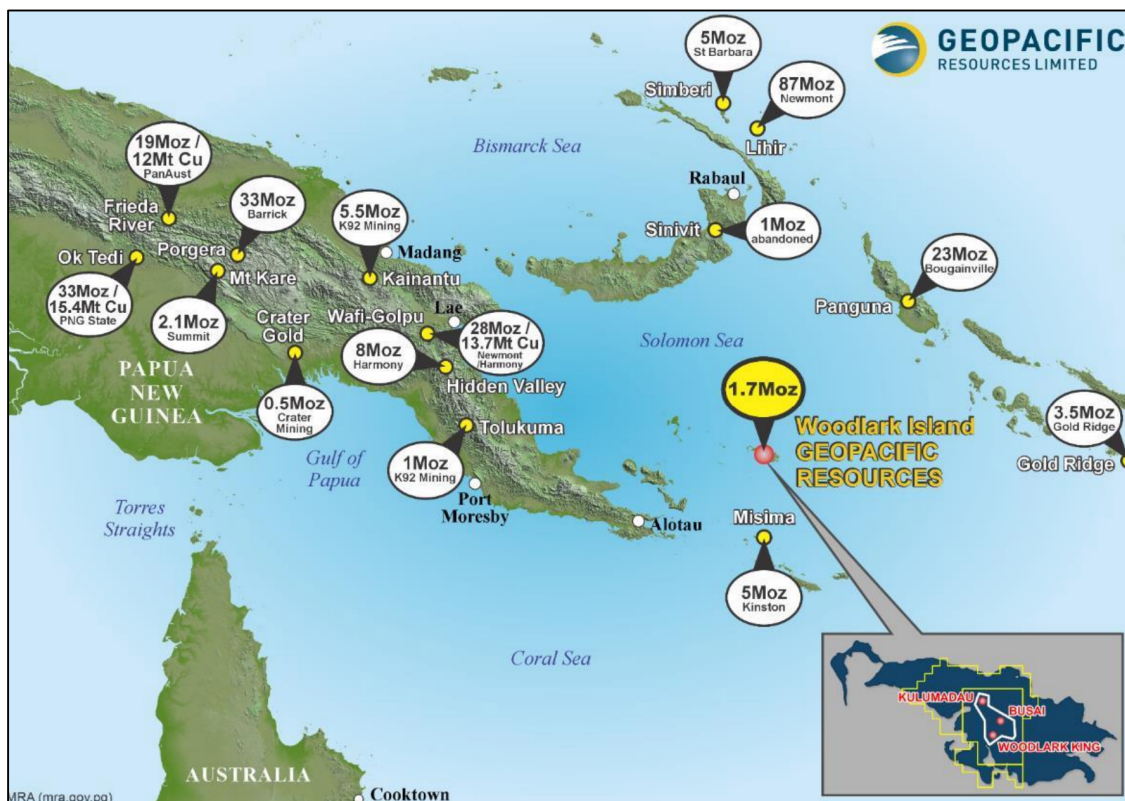 GEOPACIFIC
RESOURCES LIMITED
5Moz
St Barbara
Simberi
87Moz
Newmont
Lihir
Bismarck Sea
19Moz /
12Mt Cu
PanAust
Frieda
River
33Moz
Barrick
Porgera
5.5Moz
K92 Mining
Rabaul
Madang
Sinivit
1Moz
abandoned
Ok Tedi
Mt Kare
Kainantu
23Moz
Bougainville
Panguna
33Moz /
15.4Mt Cu
PNG State
2.1Moz
Summit
Crater
Gold
Wafi-Golpu
Lae
28Moz /
13.7Mt Cu
Newmont
/Harmony
8Moz
Harmony
Hidden Valley
Solomon Sea
PAPUA
NEW
GUINEA
0.5Moz
Crater
Mining
Tolukuma
1Moz
K92 Mining
1.7Moz
Woodlark Island
GEOPACIFIC
RESOURCES
3.5Moz
Gold Ridge
Gold Ridge
Gulf of
Papua
Port
Moresby
Torres
Straights
Alotau
Misima
5Moz
Kinston
Coral Sea
KULUMADAU
BUSAI
WOODLARK KING
AUSTRALIA
Cooktown
MRA (mra.gov.pg)